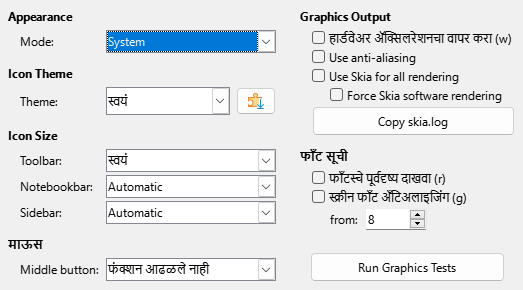 Appearance
Mode: System
Icon Theme
Theme: स्वयं
Icon Size
Toolbar: स्वयं
Notebookbar: Automatic
Sidebar: Automatic
माऊस
Middle button: फंक्शन आढळले नाही
Graphics Output
हार्डवेअर ॲक्सिलरेशनचा वापर करा (w)
Use anti-aliasing
Use Skia for all rendering
Force Skia software rendering
Copy skia.log
फाँट सूची
फाँटस्चे पूर्वदृष्य दाखवा (r)
स्क्रीन फाँट अँटिअलाइजिंग (g)
from: 8
Run Graphics Tests